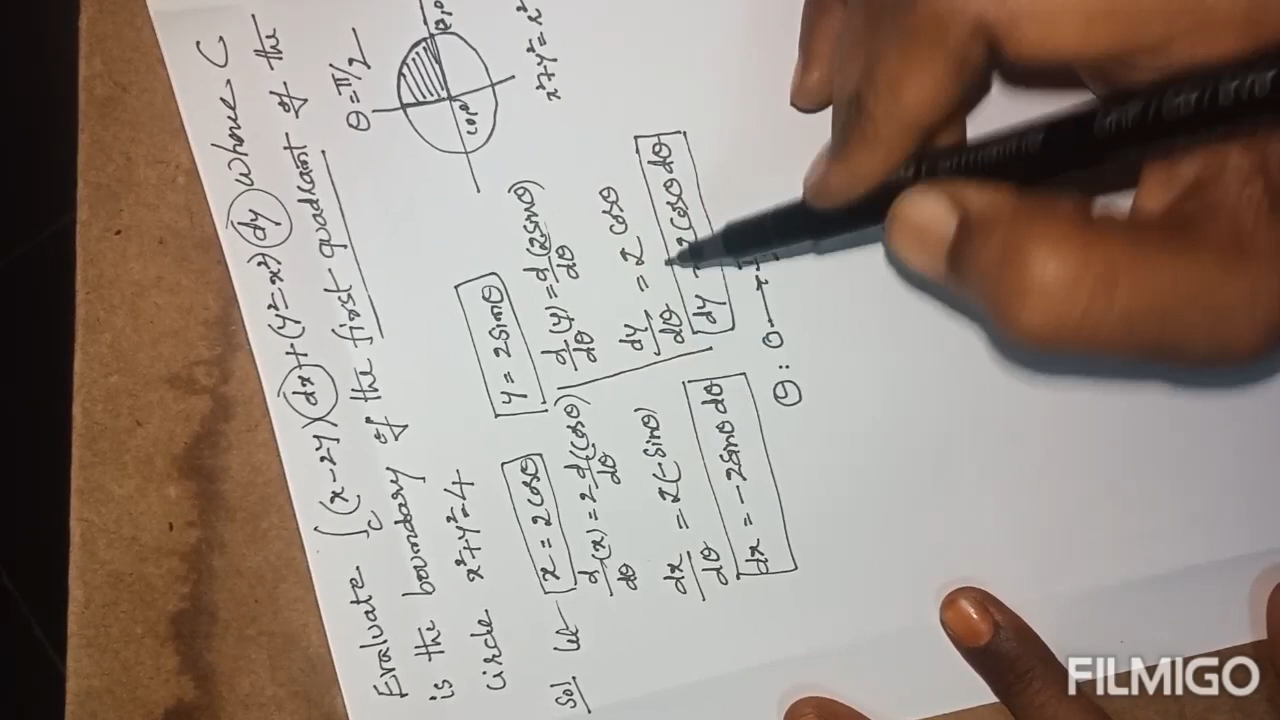 Evaluate ∫_C (x-2y) dx + (y²-x²) dy where C
is the boundary of the first quadrant of the
circle x²+y²=4
θ=π/2
x²+y²=x²
Sol let x = 2cosθ y = 2sinθ
d/dθ (x) = 2 d/dθ (cosθ) d/dθ (y) = d/dθ (2sinθ)
dx/dθ = 2(-sinθ) dy/dθ = 2 cosθ
dx = -2sinθ dθ dy 2cosθ dθ
θ : 0
FILMIGO